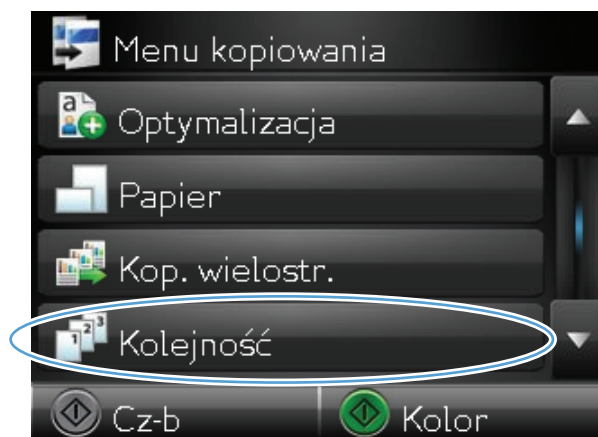 Menu kopiowania
Optymalizacja
Papier
Kop. wielostr.
Kolejność
Cz-b Kolor